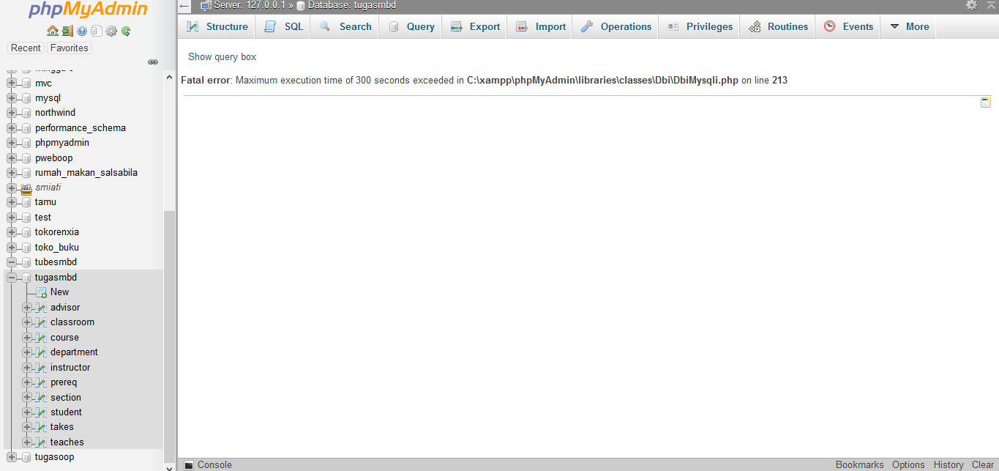 phpMyAdmin
Recent Favorites
mvc
mysql
northwind
performance_schema
phpmyadmin
pweboop
rumah_makan_salsabila
smiati
tamu
test
tokorenxia
toko_buku
tubesmbd
tugasmbd
New
advisor
classroom
course
department
instructor
prereq
section
student
takes
teaches
tugasoop
Server: 127.0.0.1 » Database: tugasmbd
Structure SQL Search Query Export Import Operations Privileges Routines Events More
Show query box
Fatal error: Maximum execution time of 300 seconds exceeded in C:\xampp\phpMyAdmin\libraries\classes\Dbi\DbiMysqli.php on line 213
Console Bookmarks Options History Clear